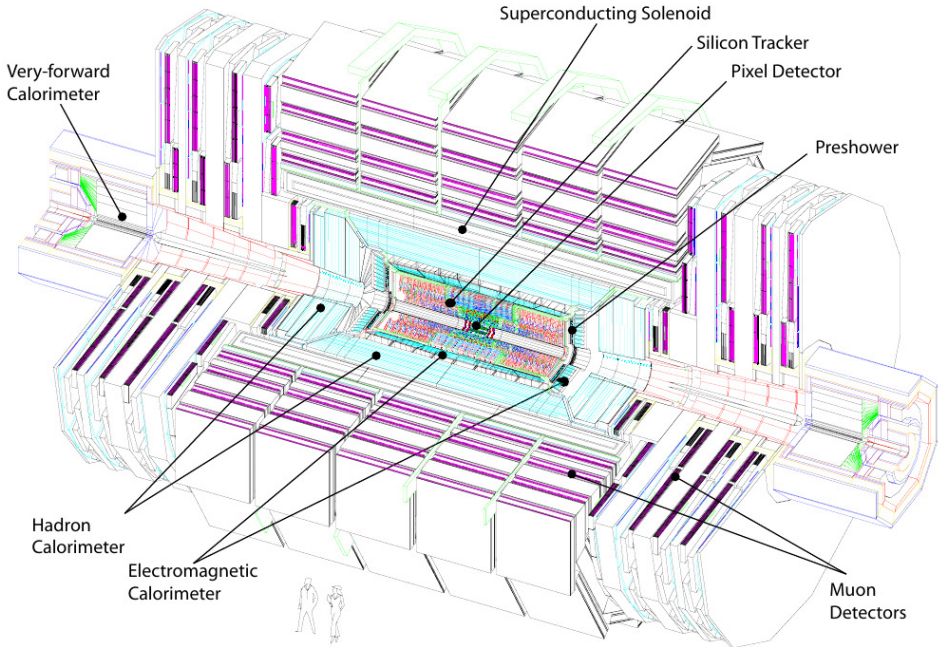 Superconducting Solenoid
Silicon Tracker
Pixel Detector
Very-forward
Calorimeter
Preshower
Hadron
Calorimeter
Electromagnetic
Calorimeter
Muon
Detectors